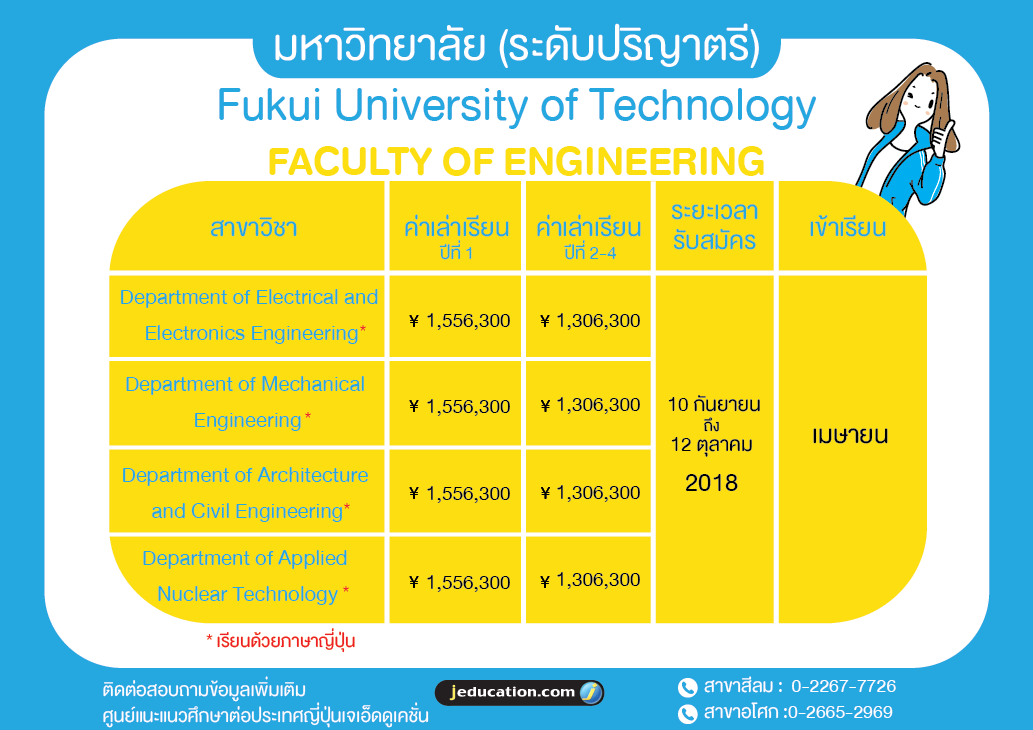 มหาวิทยาลัย (ระดับปริญาตรี)
Fukui University of Technology
FACULTY OF ENGINEERING
สาขาวิชา
ค่าเล่าเรียน
ปีที่ 1
ค่าเล่าเรียน
ปีที่ 2-4
ระยะเวลา
รับสมัคร
เข้าเรียน
Department of Electrical and
Electronics Engineering*
¥ 1,556,300
¥ 1,306,300
Department of Mechanical
Engineering *
¥ 1,556,300
¥ 1,306,300
Department of Architecture
and Civil Engineering*
¥ 1,556,300
¥ 1,306,300
Department of Applied
Nuclear Technology *
¥ 1,556,300
¥ 1,306,300
10 กันยายน
ถึง
12 ตุลาคม
2018
เมษายน
* เรียนด้วยภาษาญี่ปุ่น
ติดต่อสอบถามข้อมูลเพิ่มเติม
ศูนย์แนะแนวศึกษาต่อประเทศญี่ปุ่นเจเอ็ดดูเคชั่น
jeducation.com
สาขาสีลม : 0-2267-7726
สาขาอโศก :0-2665-2969